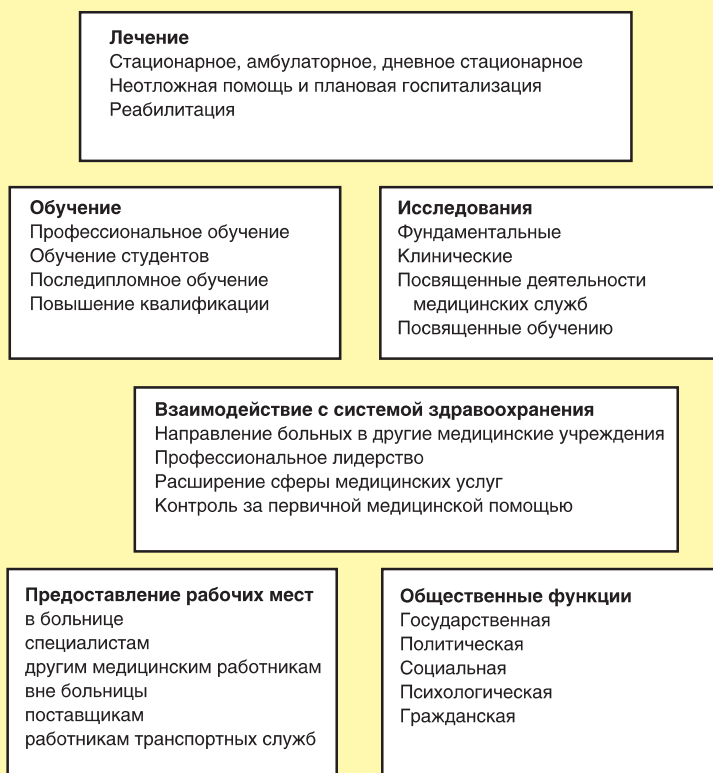 Лечение
Стационарное, амбулаторное, дневное стационарное
Неотложная помощь и плановая госпитализация
Реабилитация
Обучение
Профессиональное обучение
Обучение студентов
Последипломное обучение
Повышение квалификации
Исследования
Фундаментальные
Клинические
Посвященные деятельности
медицинских служб
Посвященные обучению
Взаимодействие с системой здравоохранения
Направление больных в другие медицинские учреждения
Профессиональное лидерство
Расширение сферы медицинских услуг
Контроль за первичной медицинской помощью
Предоставление рабочих мест
в больнице
специалистам
другим медицинским работникам
вне больницы
поставщикам
работникам транспортных служб
Общественные функции
Государственная
Политическая
Социальная
Психологическая
Гражданская